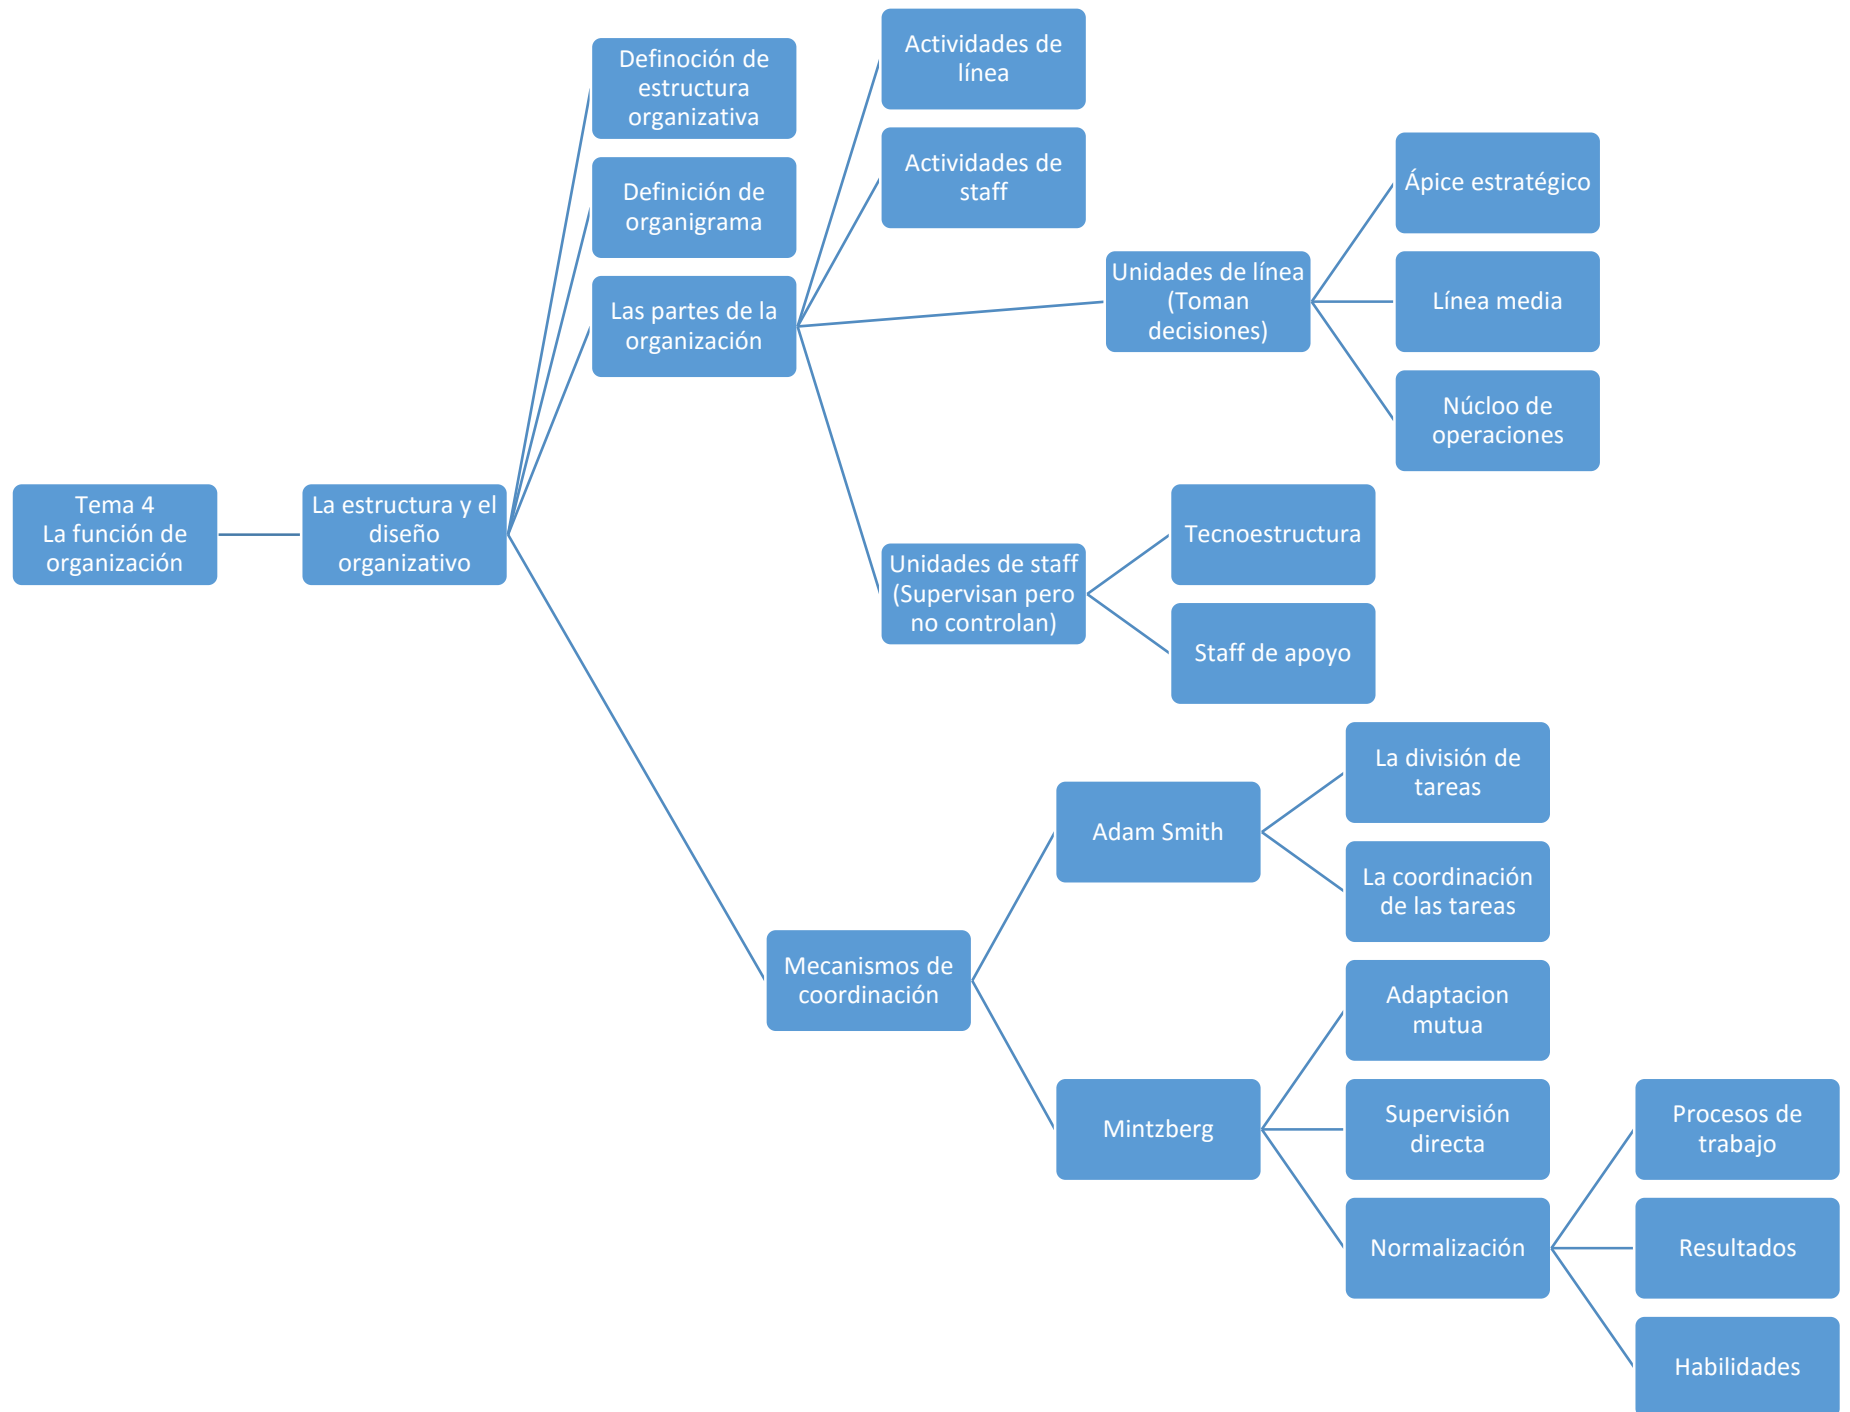 Tema 4
La función de
organización
La estructura y el
diseño
organizativo
Definoción de
estructura
organizativa
Definición de
organigrama
Las partes de la
organización
Actividades de
línea
Actividades de
staff
Unidades de línea
(Toman
decisiones)
Ápice estratégico
Línea media
Núcloo de
operaciones
Unidades de staff
(Supervisan pero
no controlan)
Tecnoestructura
Staff de apoyo
Mecanismos de
coordinación
Adam Smith
La división de
tareas
La coordinación
de las tareas
Mintzberg
Adaptacion
mutua
Supervisión
directa
Normalización
Procesos de
trabajo
Resultados
Habilidades